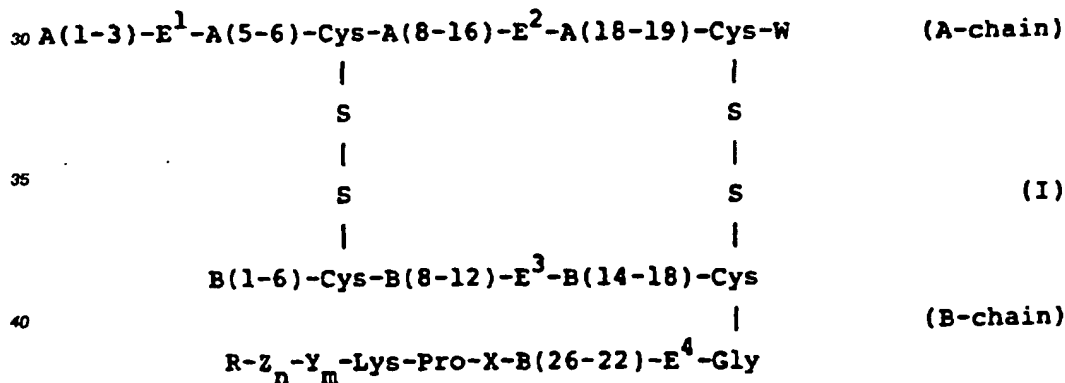 30 A(1-3)-E¹-A(5-6)-Cys-A(8-16)-E²-A(18-19)-Cys-W (A-chain)
| |
S S
| |
35 S S (I)
| |
B(1-6)-Cys-B(8-12)-E³-B(14-18)-Cys
40 | (B-chain)
R-Zₙ-Yₘ-Lys-Pro-X-B(26-22)-E⁴-Gly